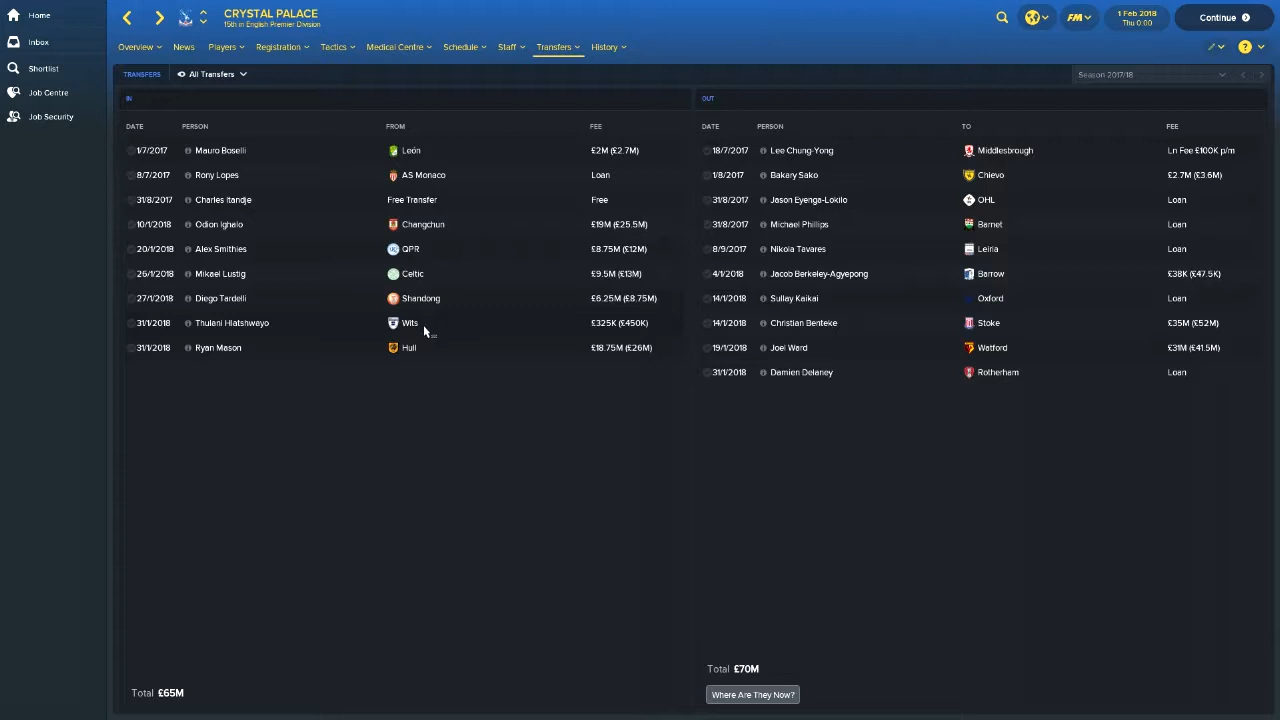 Home
Inbox
Shortlist
Job Centre
Job Security
CRYSTAL PALACE
15th in English Premier Division
FM
1 Feb 2018
Thu 0:00
Continue
Overview News Players Registration Tactics Medical Centre Schedule Staff Transfers History
?
TRANSFERS All Transfers Season 2017/18
IN
DATE PERSON FROM FEE
1/7/2017 Mauro Boselli León £2M (£2.7M)
8/7/2017 Rony Lopes AS Monaco Loan
31/8/2017 Charles Itandje Free Transfer Free
10/1/2018 Odion Ighalo Changchun £19M (£25.5M)
20/1/2018 Alex Smithies QPR £8.75M (£12M)
26/1/2018 Mikael Lustig Celtic £9.5M (£13M)
27/1/2018 Diego Tardelli Shandong £6.25M (£8.75M)
31/1/2018 Thulani Hlatshwayo Wits £325K (£450K)
31/1/2018 Ryan Mason Hull £18.75M (£26M)
Total £65M
OUT
DATE PERSON TO FEE
18/7/2017 Lee Chung-Yong Middlesbrough Ln Fee £100K p/m
1/8/2017 Bakary Sako Chievo £2.7M (£3.6M)
31/8/2017 Jason Eyenga-Lokilo OHL Loan
31/8/2017 Michael Phillips Barnet Loan
8/9/2017 Nikola Tavares Leiria Loan
4/1/2018 Jacob Berkeley-Agyepong Barrow £38K (£47.5K)
14/1/2018 Sullay Kaikai Oxford Loan
14/1/2018 Christian Benteke Stoke £35M (£52M)
19/1/2018 Joel Ward Watford £31M (£41.5M)
31/1/2018 Damien Delaney Rotherham Loan
Total £70M
Where Are They Now?